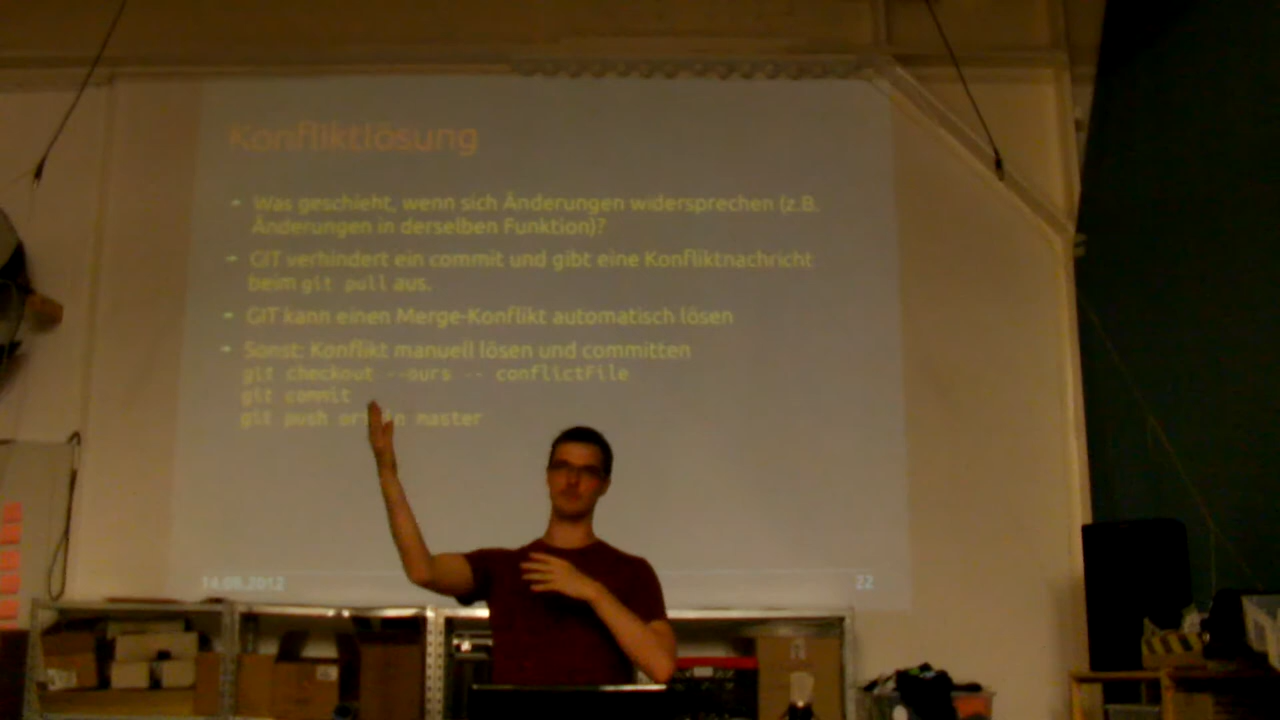 Konfliktlösung
Was geschieht, wenn sich Änderungen widersprechen (z.B.
Änderungen in derselben Funktion)?
GIT verhindert ein commit und gibt eine Konfliktnachricht
beim git pull aus.
GIT kann einen Merge-Konflikt automatisch lösen
Sonst: Konflikt manuell lösen und committen
git checkout --ours -- conflictFile
git commit
git push master
14.08.2012
22